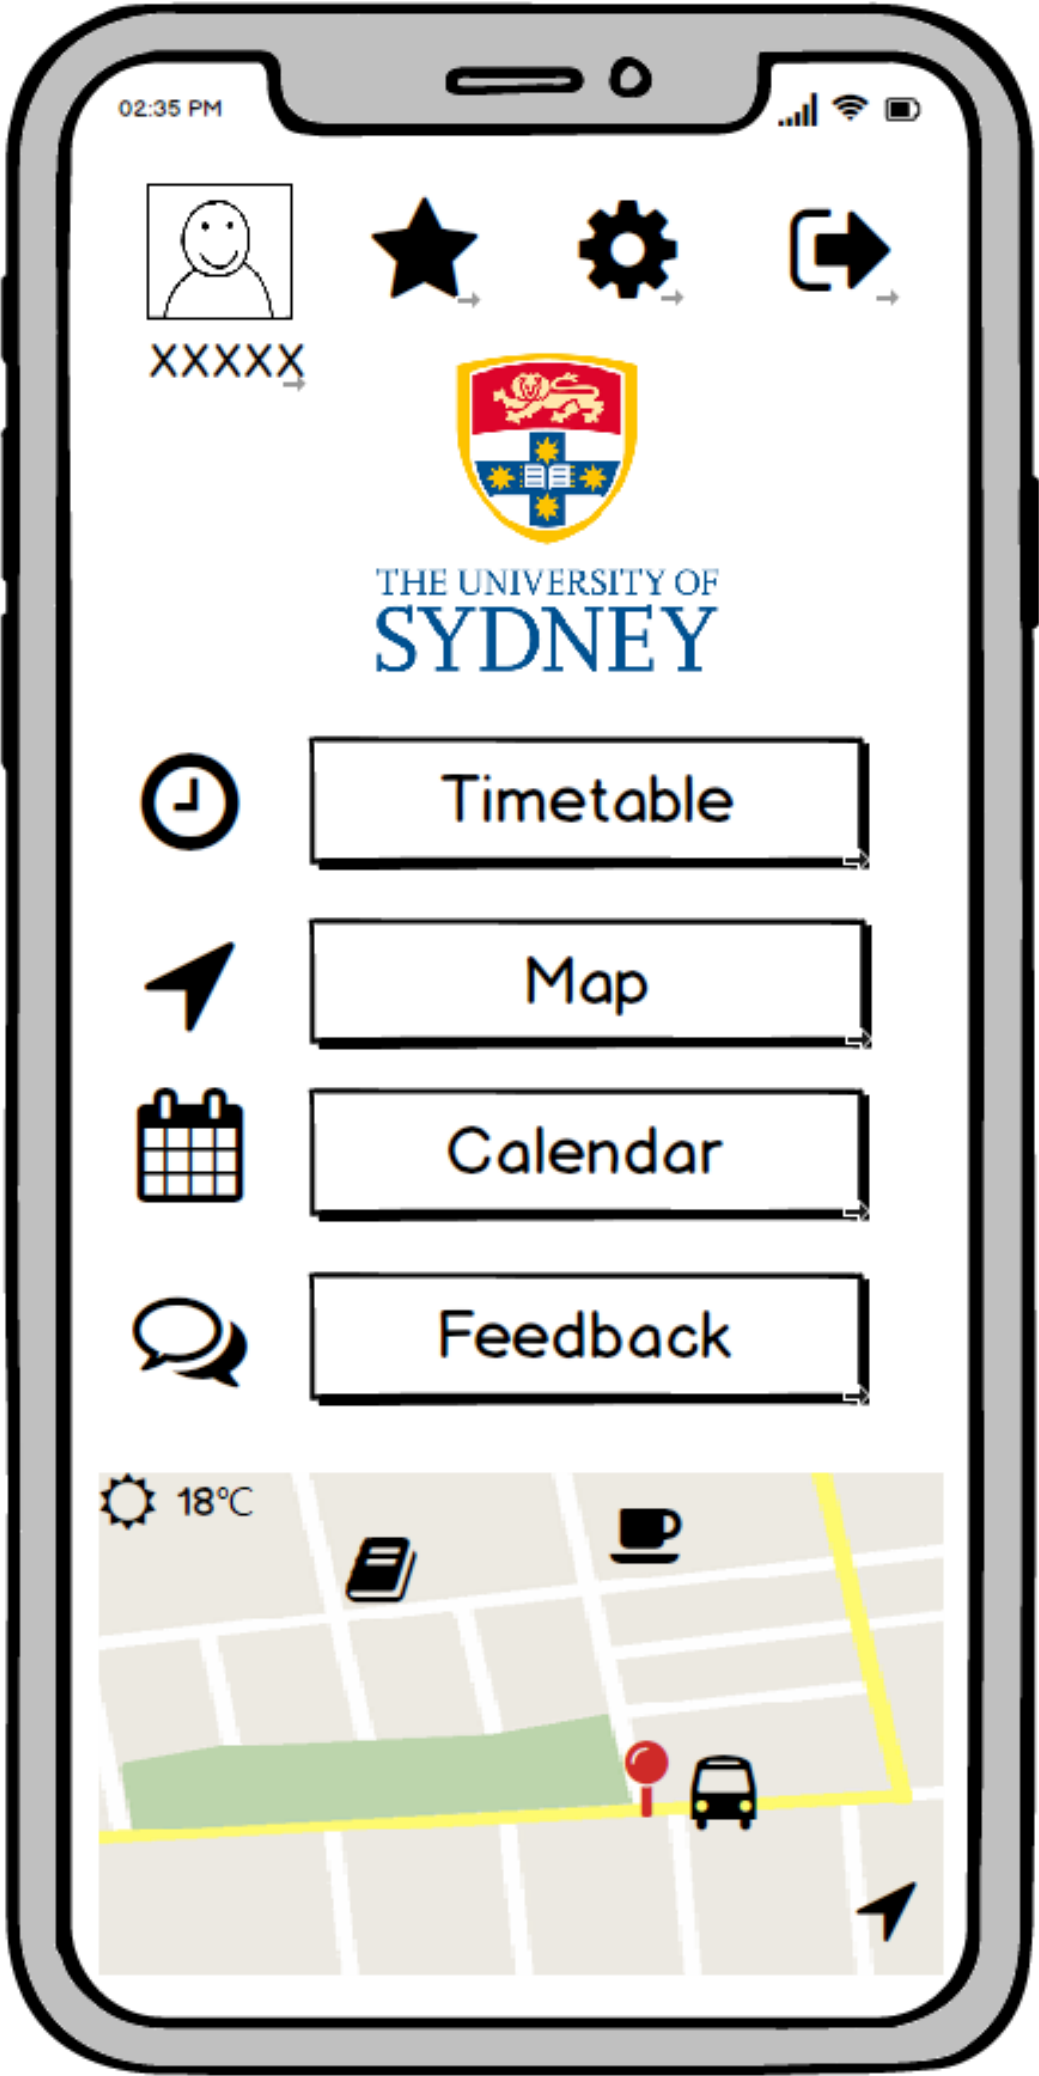 02:35 PM
XXXXX
THE UNIVERSITY OF
SYDNEY
Timetable
Map
Calendar
Feedback
18°C